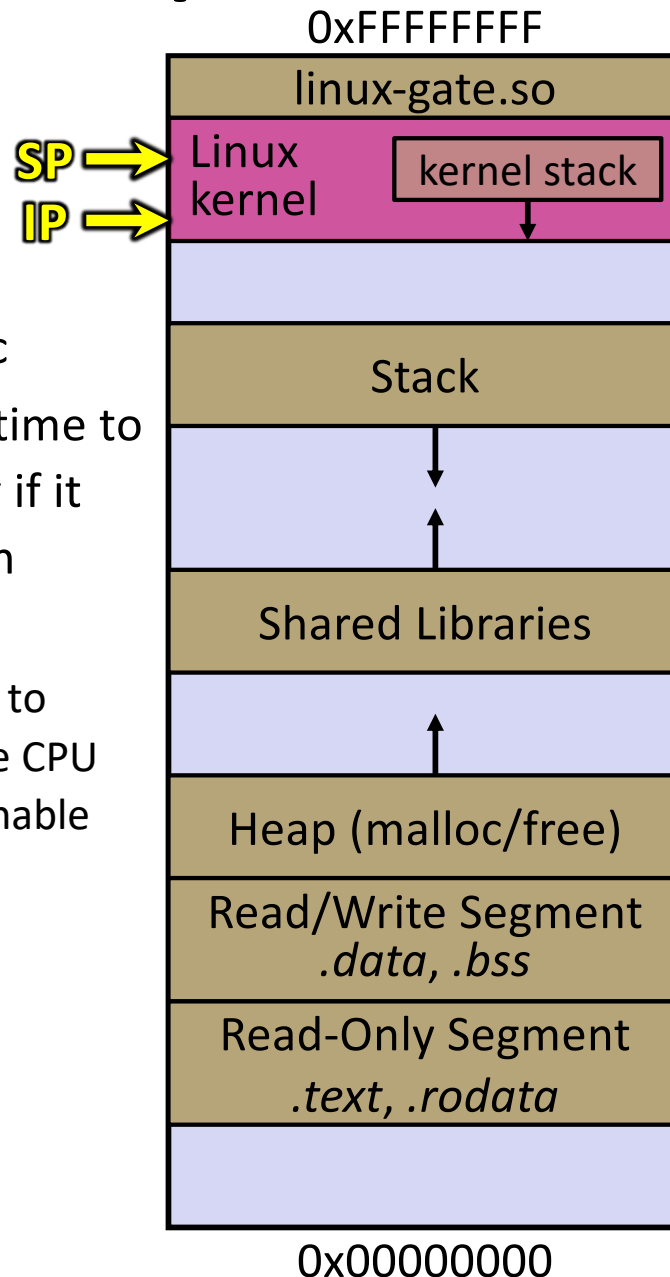 0xFFFFFFFF
linux-gate.so
SP
Linux
kernel
kernel stack
IP
c
Stack
time to
if it
Shared Libraries
to
CPU
Heap (malloc/free)
Read/Write Segment
.data, .bss
Read-Only Segment
.text, .rodata
0x00000000